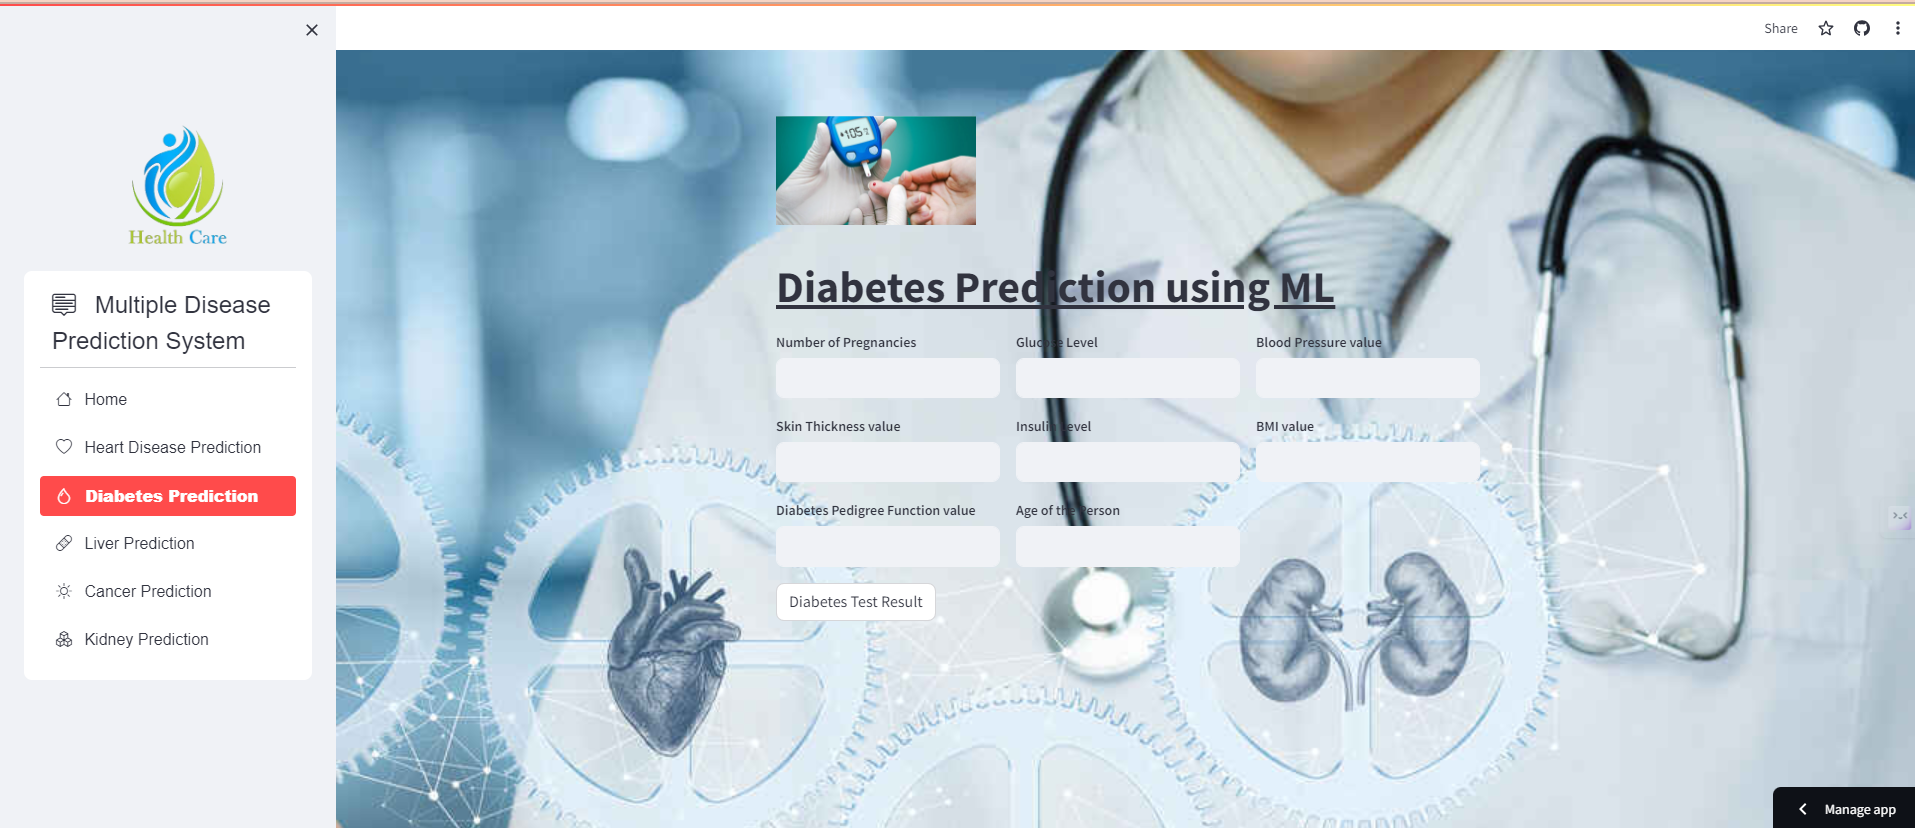 Share
Health Care
Multiple Disease
Prediction System
Home
Heart Disease Prediction
Diabetes Prediction
Liver Prediction
Cancer Prediction
Kidney Prediction
105
Diabetes Prediction using ML
Number of Pregnancies
Glucose Level
Blood Pressure value
Skin Thickness value
Insulin Level
BMI value
Diabetes Pedigree Function value
Age of the Person
Diabetes Test Result
Manage app